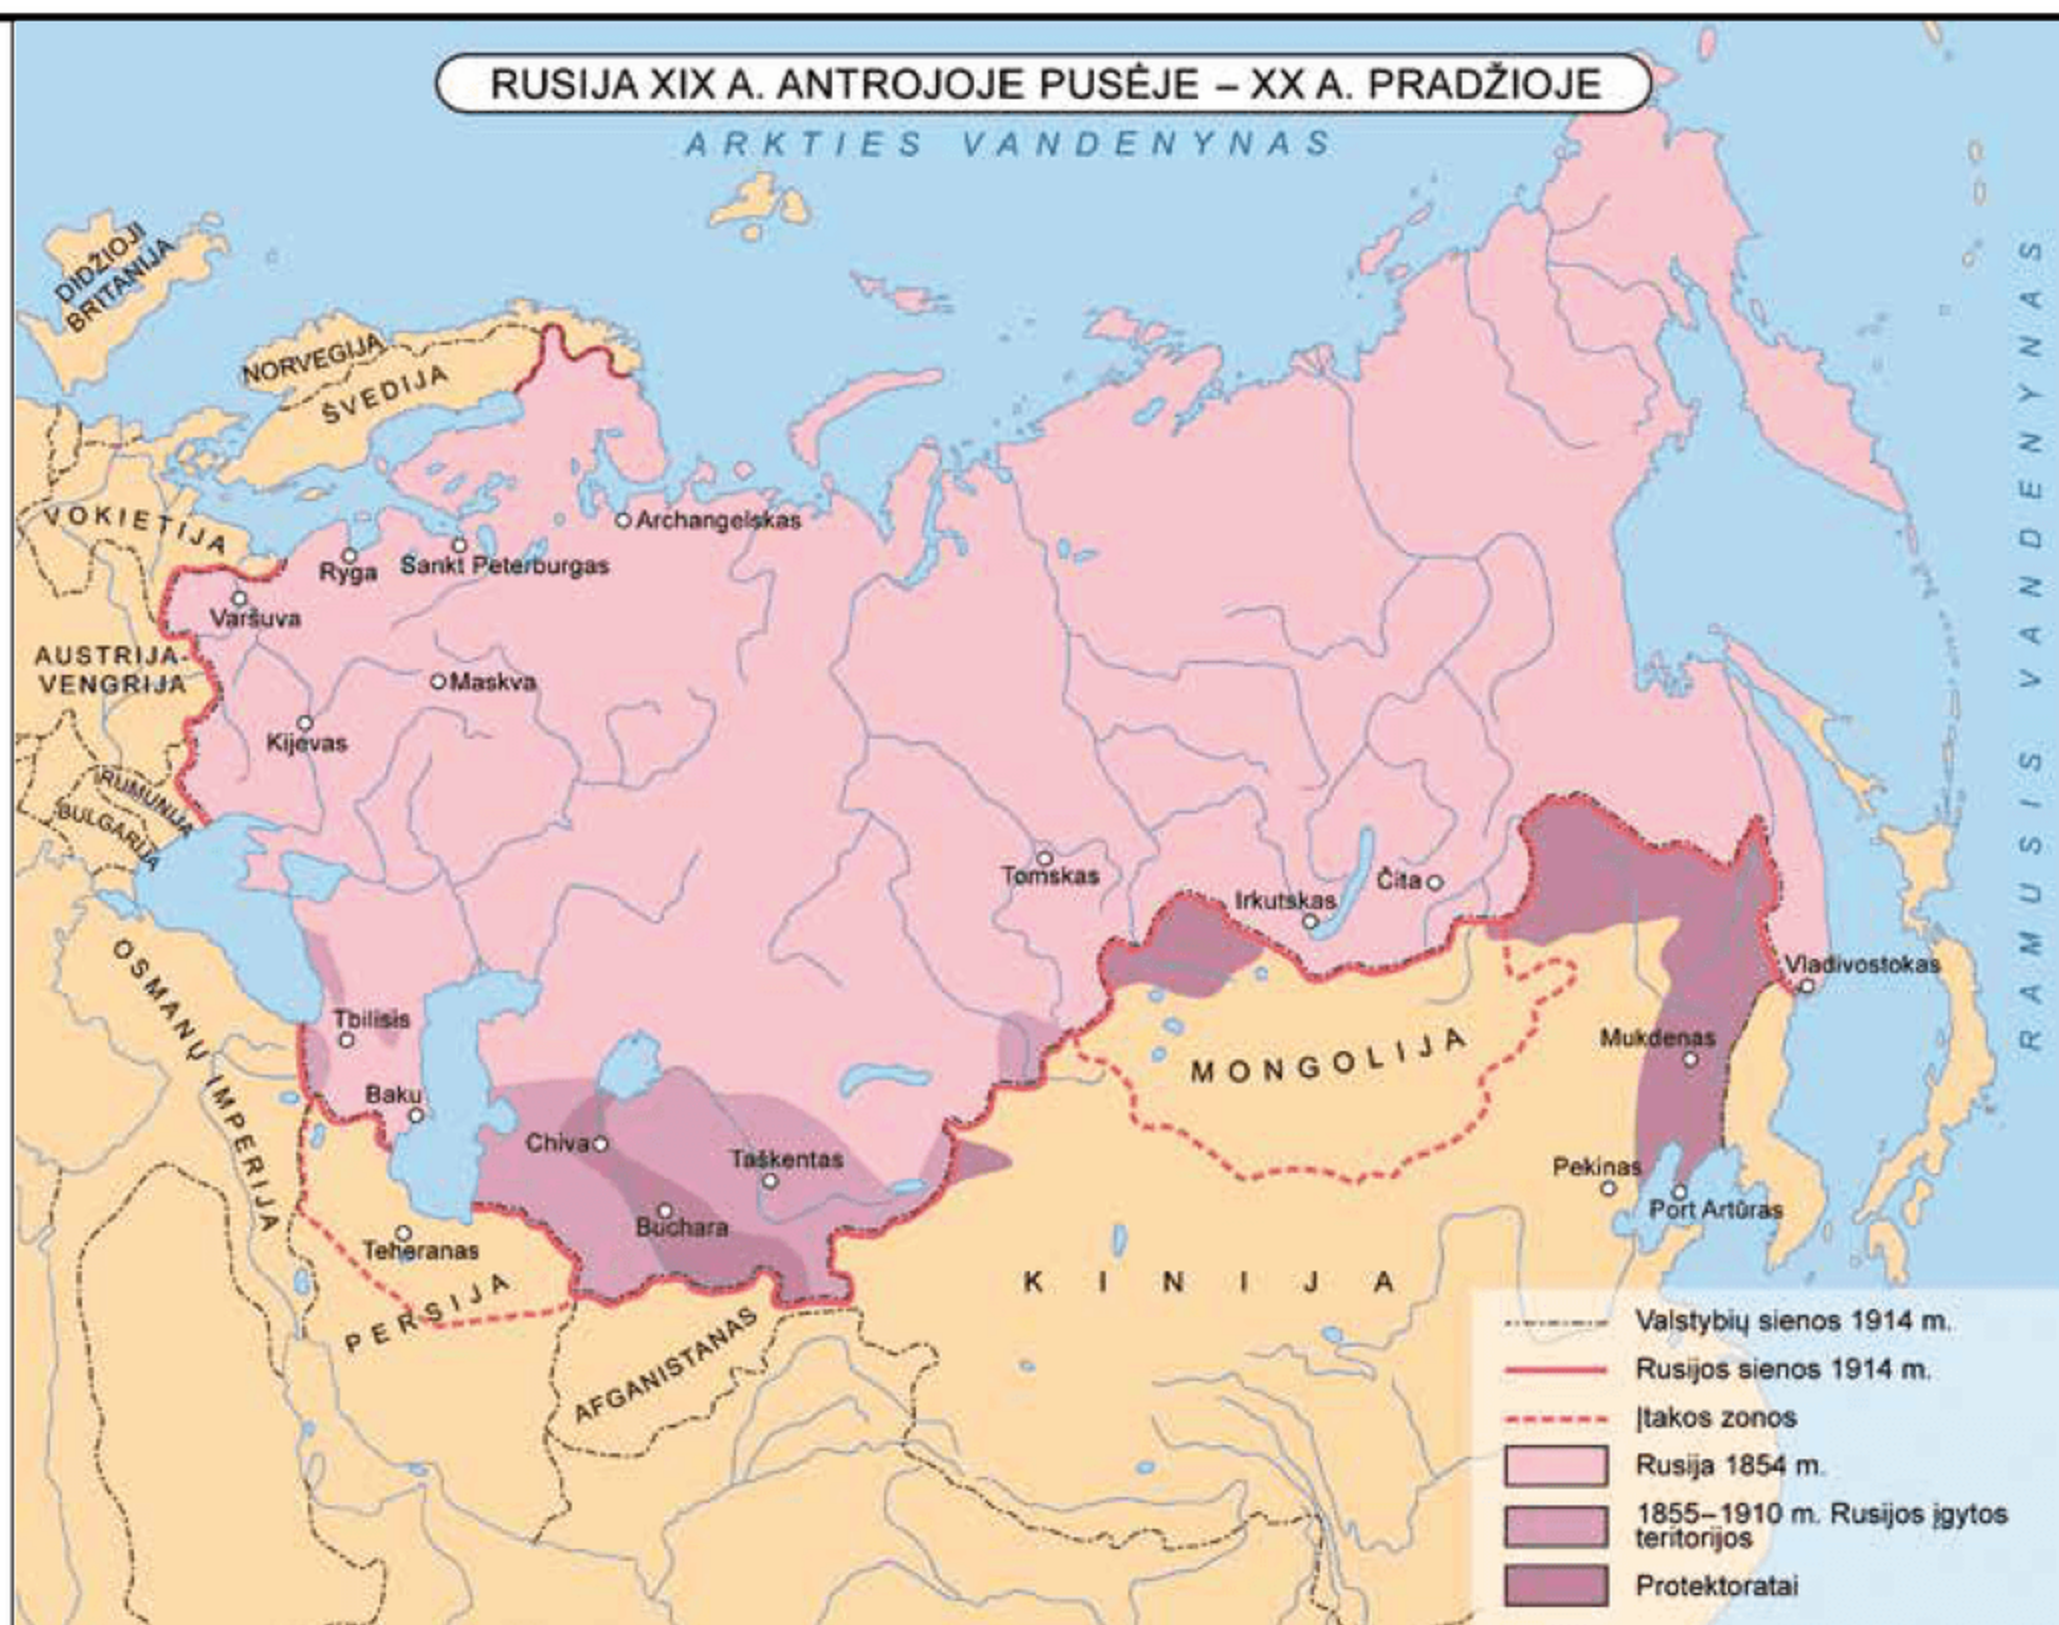 RUSIJA XIX A. ANTROJOJE PUSĖJE – XX A. PRADŽIOJE
ARKTIES VANDENYNAS
RAMUSIS VANDENYNAS
DIDŽIOJI
BRITANIJA
NORVEGIJA
ŠVEDIJA
VOKIETIJA
Archangelskas
Ryga
Sankt Peterburgas
Varšuva
AUSTRIJA-
VENGRIJA
Maskva
Kijevas
RUMUNIJA
BULGARIJA
Tomskas
Irkutskas
Čita
Vladivostokas
OSMANŲ IMPERIJA
Tbilisis
Baku
MONGOLIJA
Mukdenas
Chiva
Taškentas
Pekinas
Buchara
Port Artūras
Teheranas
PERSIJA
KINIJA
AFGANISTANAS
Valstybių sienos 1914 m.
Rusijos sienos 1914 m.
Įtakos zonos
Rusija 1854 m.
1855–1910 m. Rusijos įgytos
teritorijos
Protektoratai